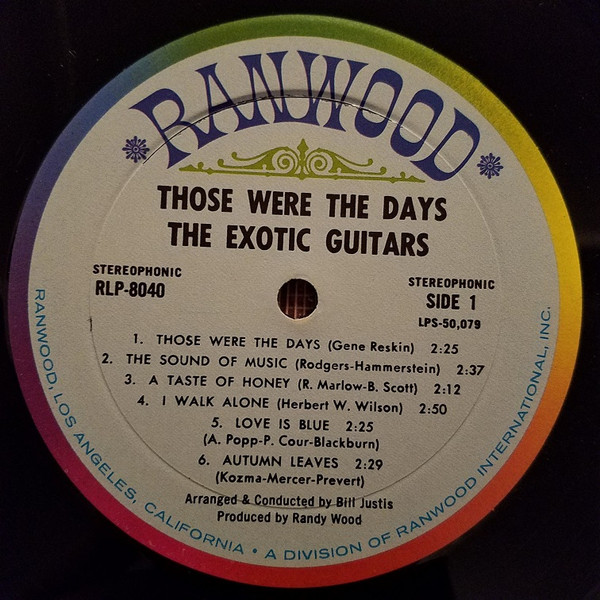 RANWOOD
THOSE WERE THE DAYS
THE EXOTIC GUITARS
STEREOPHONIC
RLP-8040
STEREOPHONIC
SIDE 1
LPS-50,079
1. THOSE WERE THE DAYS (Gene Reskin) 2:25
2. THE SOUND OF MUSIC (Rodgers-Hammerstein) 2:37
3. A TASTE OF HONEY (R. Marlow-B. Scott) 2:12
4. I WALK ALONE (Herbert W. Wilson) 2:50
5. LOVE IS BLUE 2:25
(A. Popp-P. Cour-Blackburn)
6. AUTUMN LEAVES 2:29
(Kozma-Mercer-Prevert)
Arranged & Conducted by Bill Justis
Produced by Randy Wood
RANWOOD, LOS ANGELES, CALIFORNIA • A DIVISION OF RANWOOD INTERNATIONAL, INC.